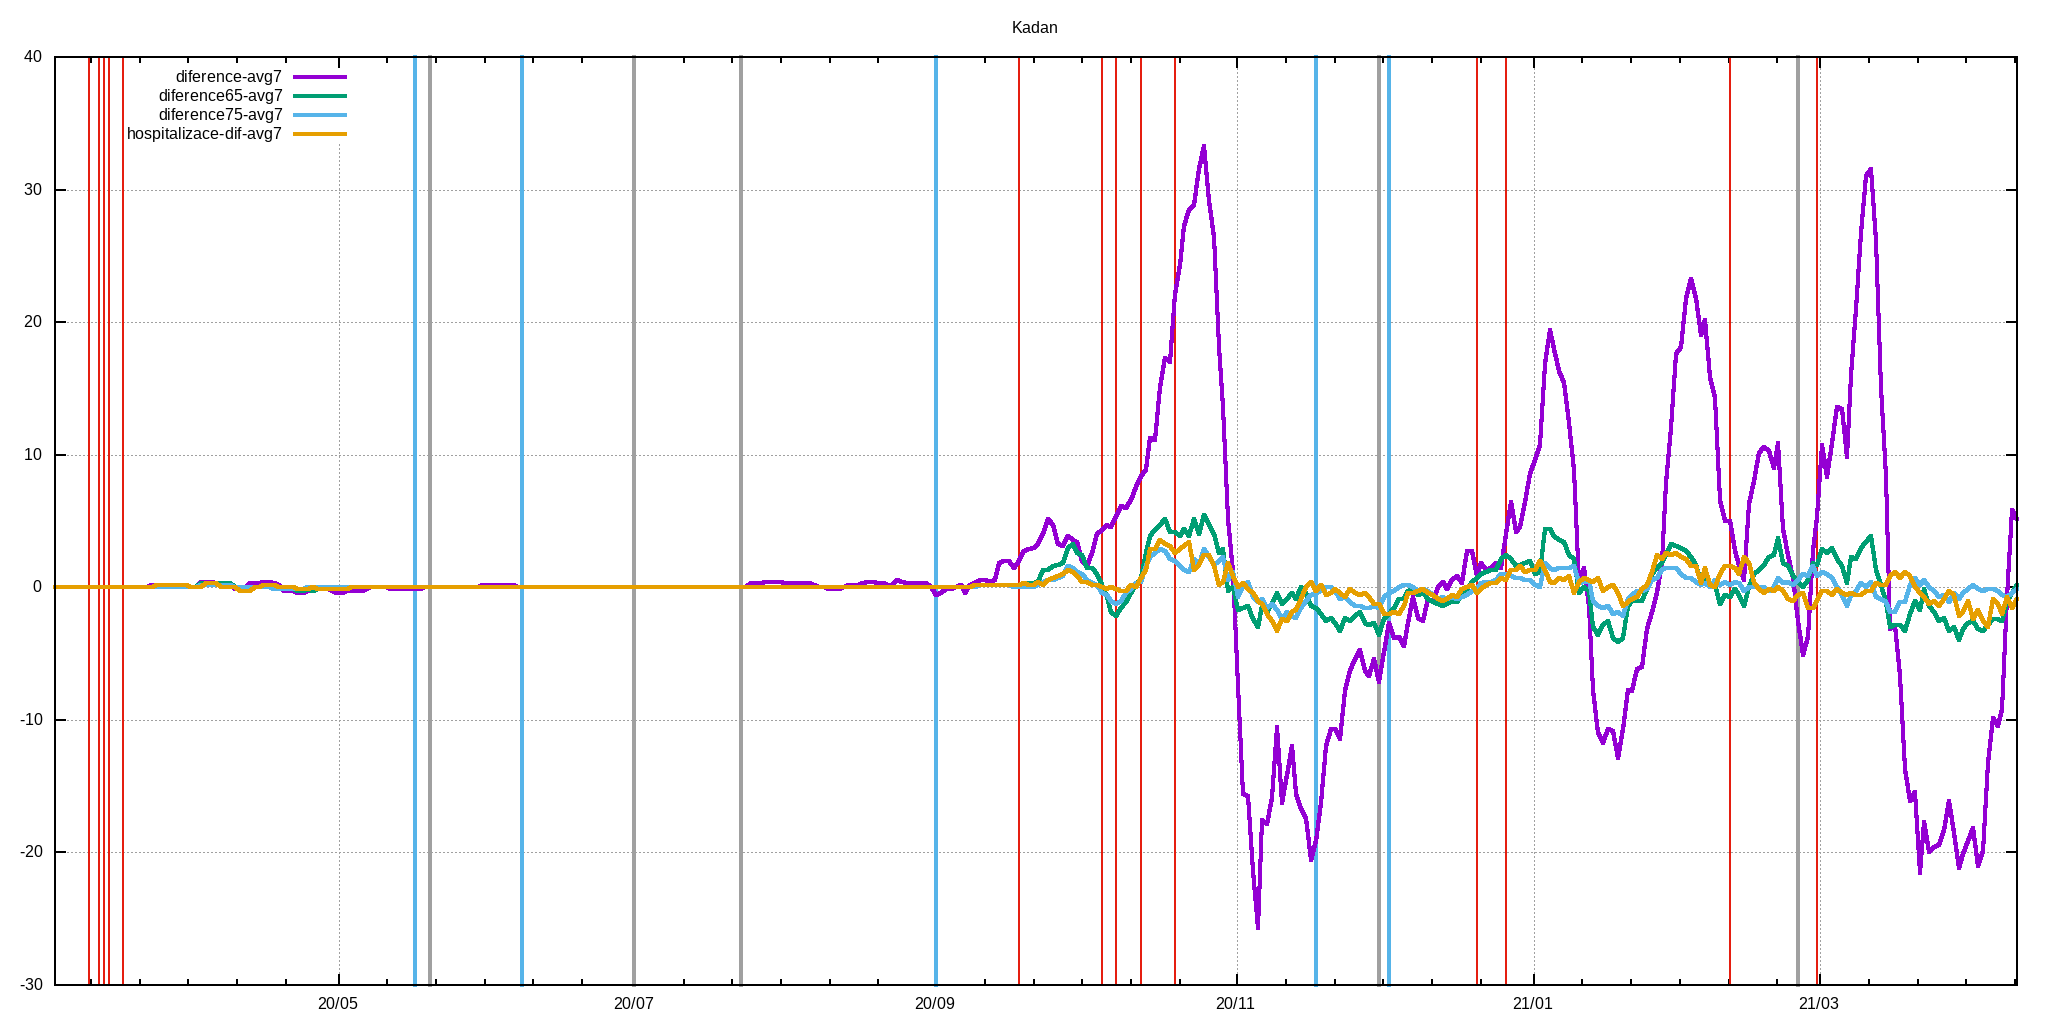 Kadan
40
30
20
10
0
-10
-20
-30
diference-avg7
diference65-avg7
diference75-avg7
hospitalizace-dif-avg7
20/05 20/07 20/09 20/11 21/01 21/03